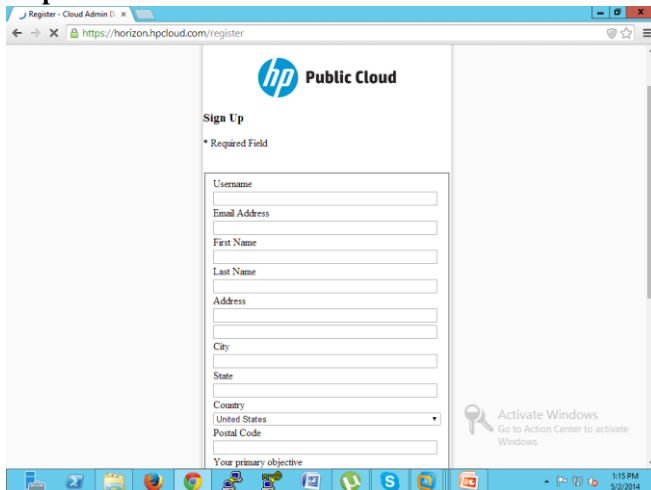 Register - Cloud Admin D
https://horizon.hpcloud.com/register
hp Public Cloud
Sign Up
* Required Field
Username
Email Address
First Name
Last Name
Address
City
State
Country
United States
Postal Code
Your primary objective
Activate Windows
Go to Action Center to activate
Windows.
1:15 PM
5/2/2014